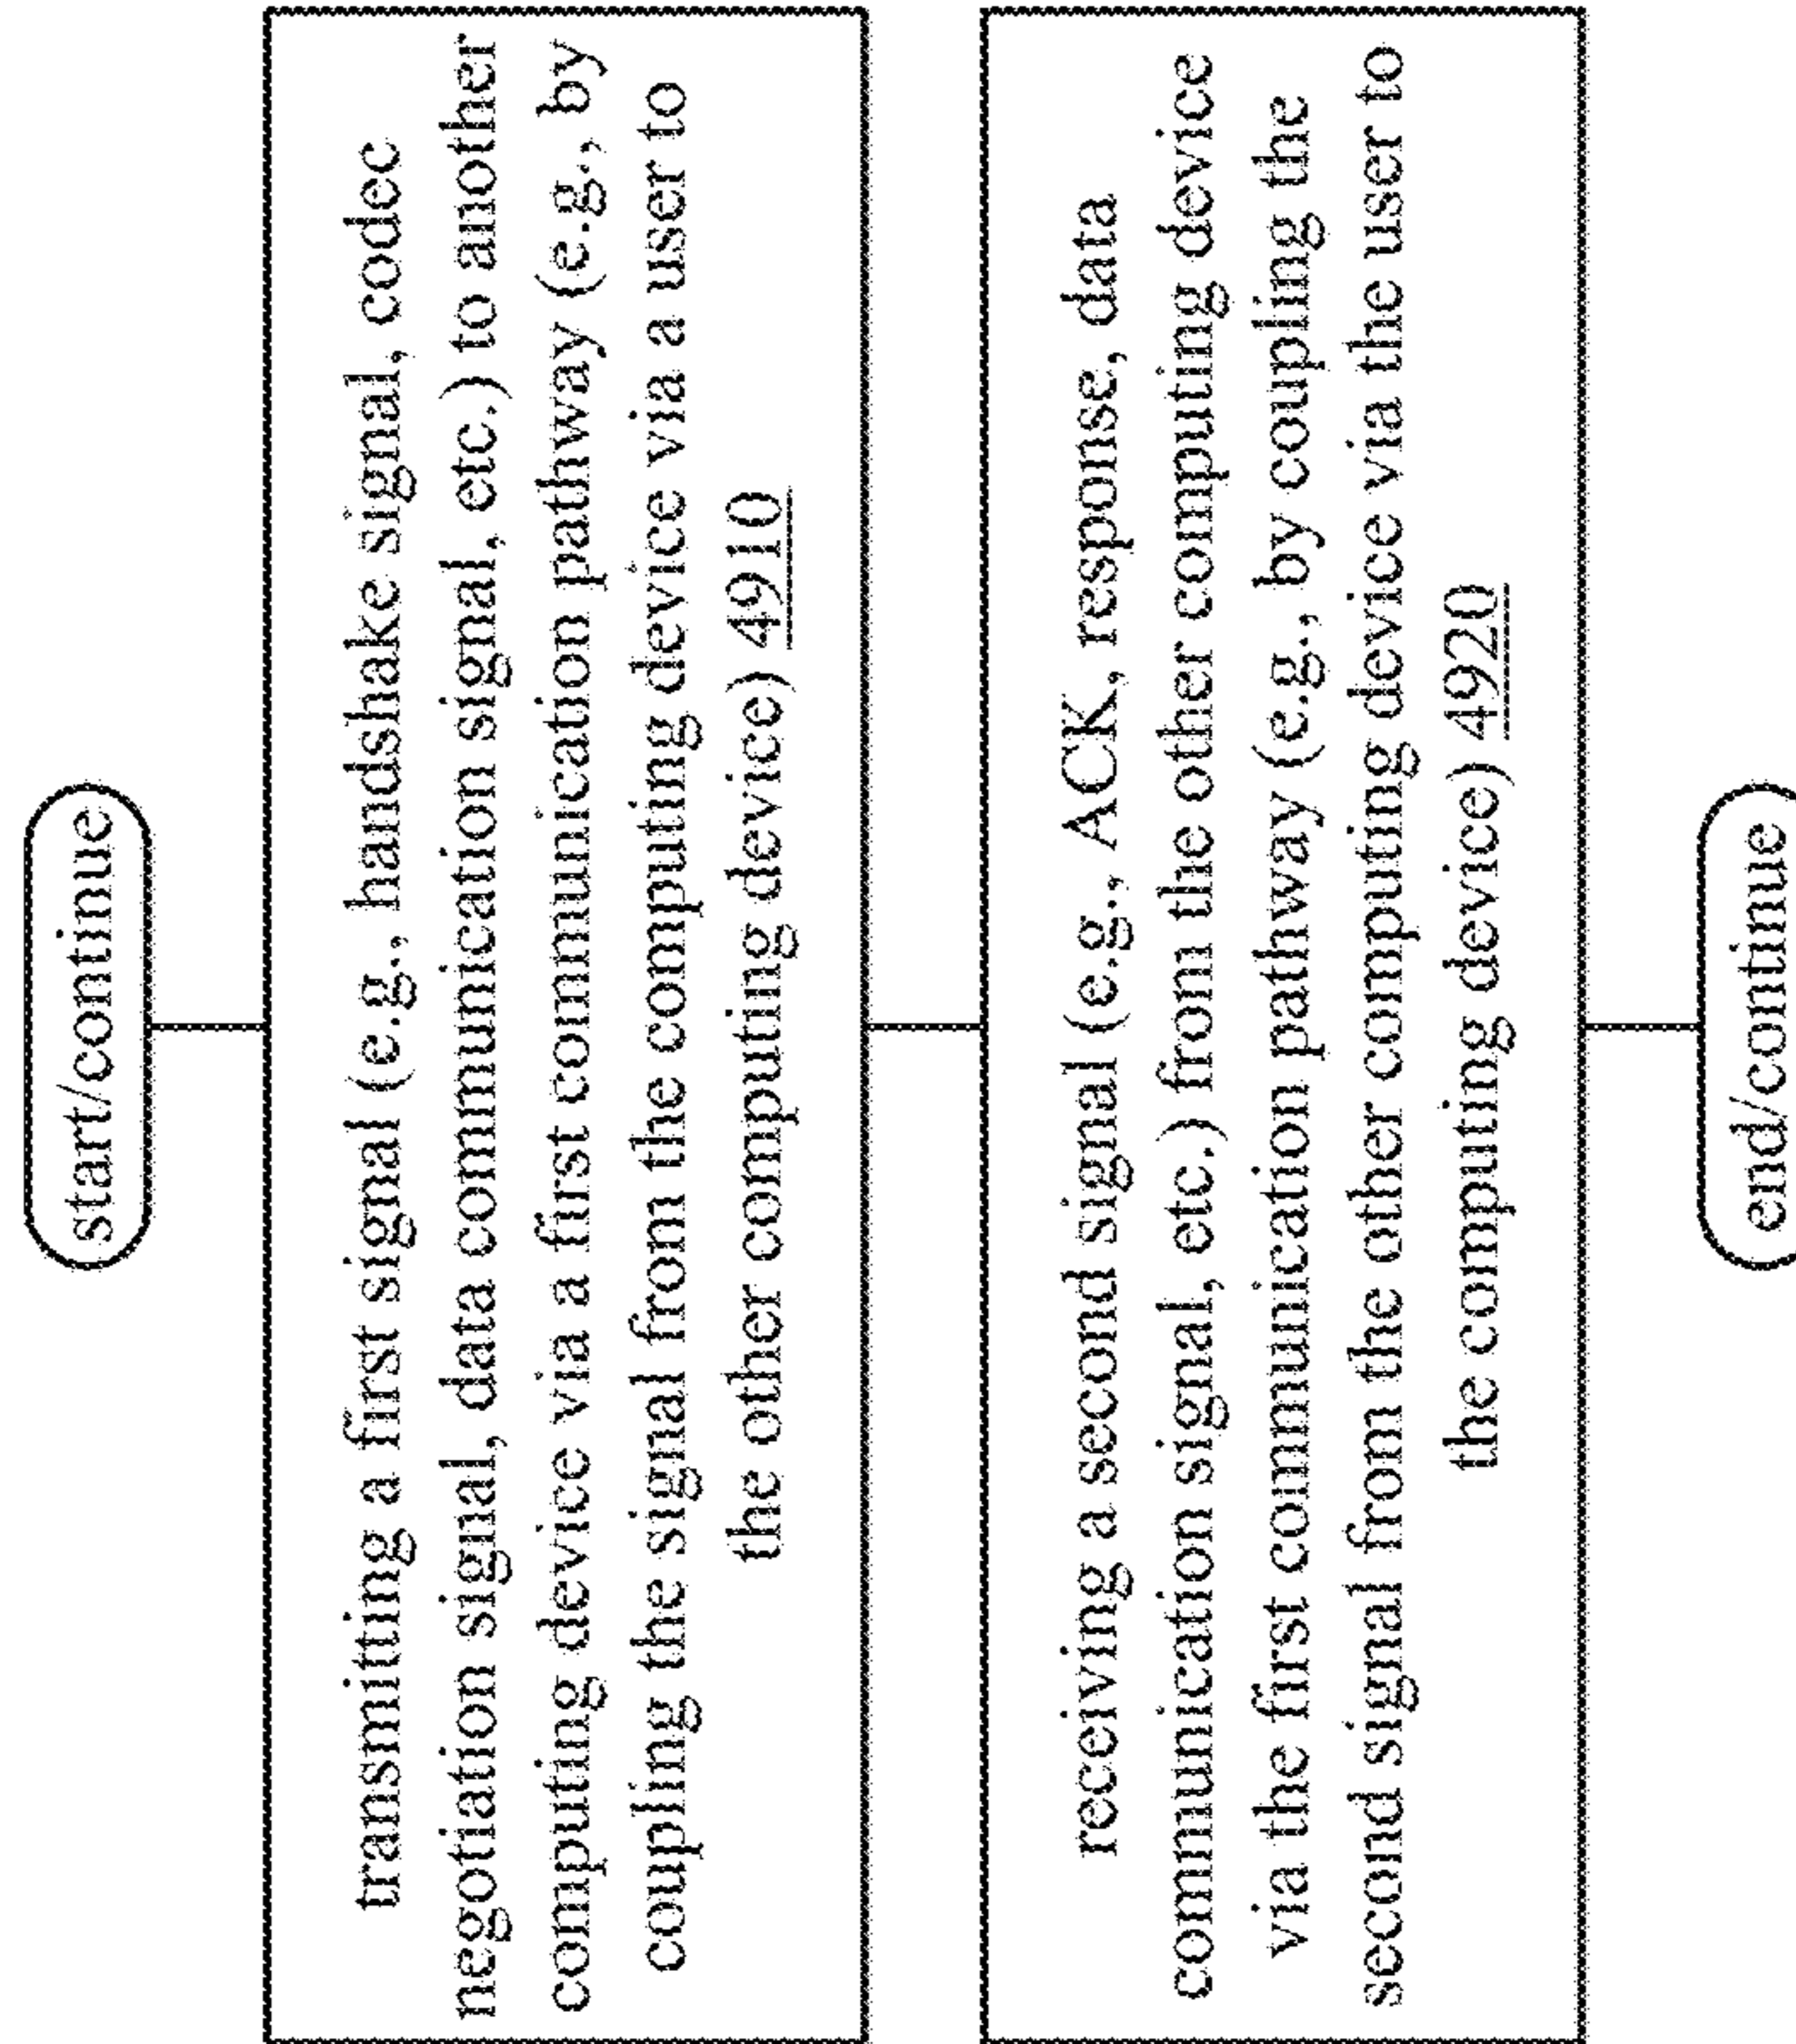 start/continue
transmitting a first signal (e.g., handshake signal, codec
negotiation signal, data communication signal, etc.) to another
computing device via a first communication pathway (e.g., by
coupling the signal from the computing device via a user to
the other computing device) 4910
receiving a second signal (e.g., ACK, response, data
communication signal, etc.) from the other computing device
via the first communication pathway (e.g., by coupling the
second signal from the other computing device via the user to
the computing device) 4920
end/continue